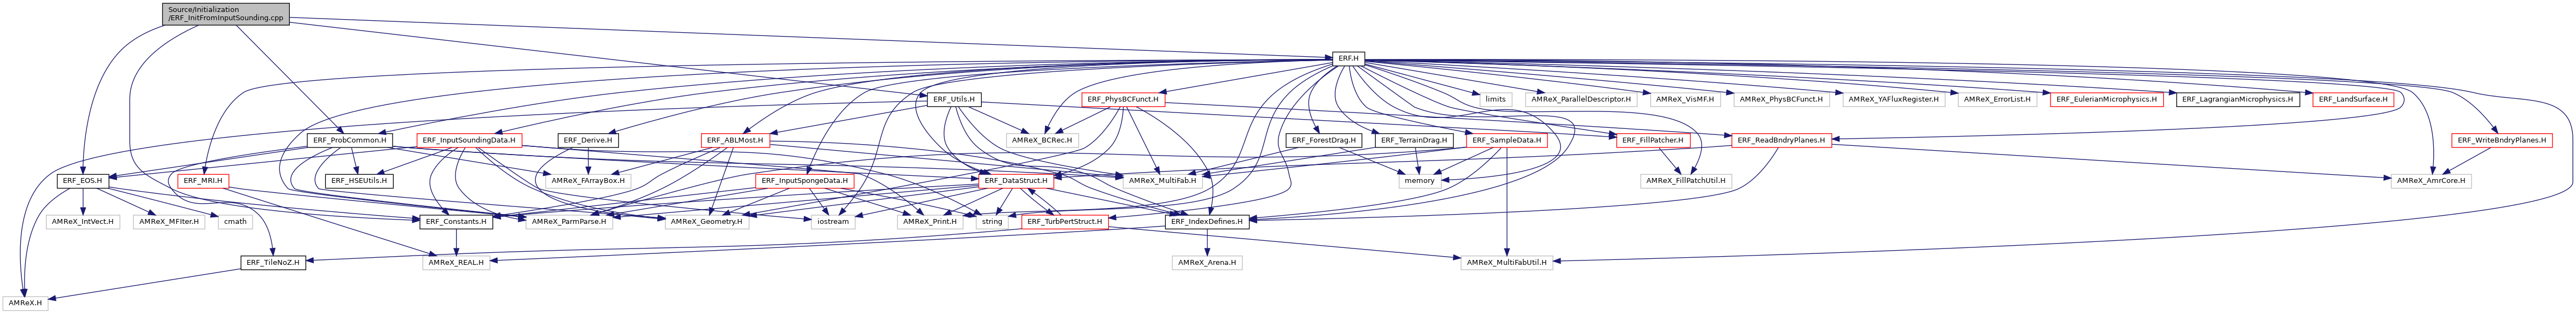 Source/Initialization
/ERF_InitFromInputSounding.cpp
ERF.H
ERF_Utils.H
ERF_PhysBCFunct.H
limits
AMReX_ParallelDescriptor.H
AMReX_VisMF.H
AMReX_PhysBCFunct.H
AMReX_YAFluxRegister.H
AMReX_ErrorList.H
ERF_EulerianMicrophysics.H
ERF_LagrangianMicrophysics.H
ERF_LandSurface.H
ERF_ProbCommon.H
ERF_InputSoundingData.H
ERF_Derive.H
ERF_ABLMost.H
AMReX_BCRec.H
ERF_ForestDrag.H
ERF_TerrainDrag.H
ERF_SampleData.H
ERF_FillPatcher.H
ERF_ReadBndryPlanes.H
ERF_WriteBndryPlanes.H
ERF_EOS.H
ERF_MRI.H
ERF_HSEUtils.H
AMReX_FArrayBox.H
ERF_InputSpongeData.H
ERF_DataStruct.H
AMReX_MultiFab.H
memory
AMReX_FillPatchUtil.H
AMReX_AmrCore.H
AMReX_IntVect.H
AMReX_MFIter.H
cmath
ERF_Constants.H
AMReX_ParmParse.H
AMReX_Geometry.H
iostream
AMReX_Print.H
string
ERF_TurbPertStruct.H
ERF_IndexDefines.H
ERF_TileNoZ.H
AMReX_REAL.H
AMReX_Arena.H
AMReX_MultiFabUtil.H
AMReX.H